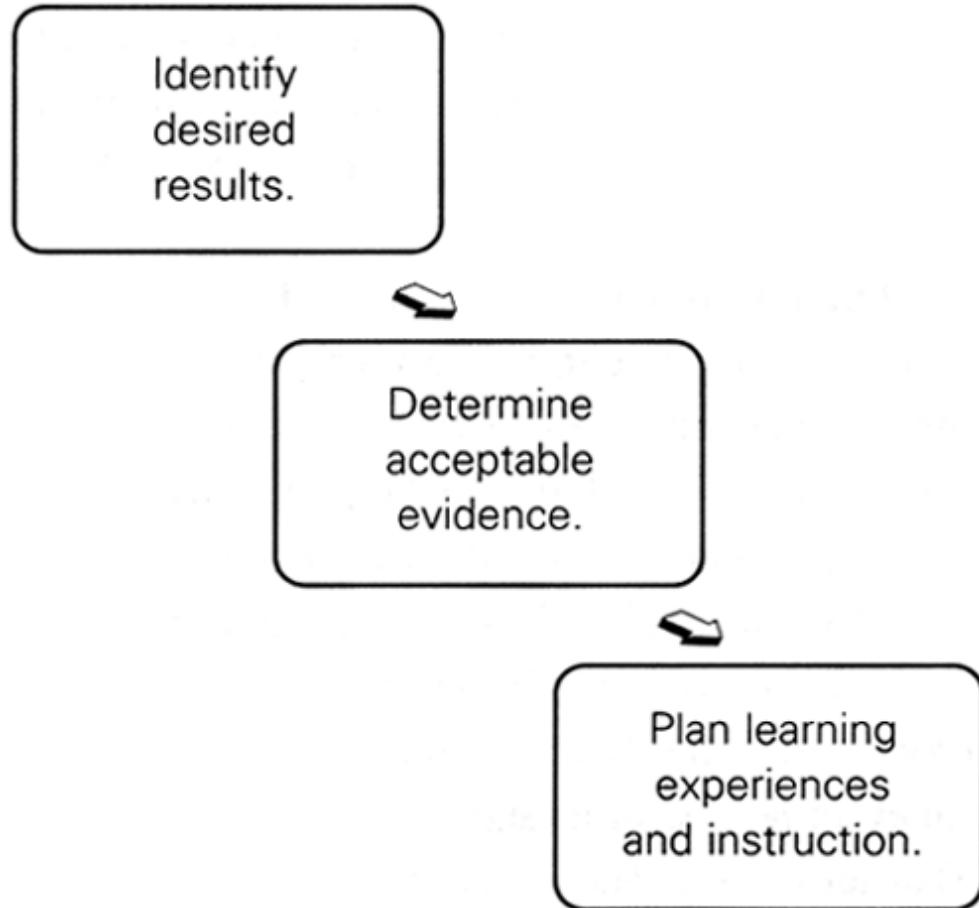 Identify
desired
results.
Determine
acceptable
evidence.
Plan learning
experiences
and instruction.